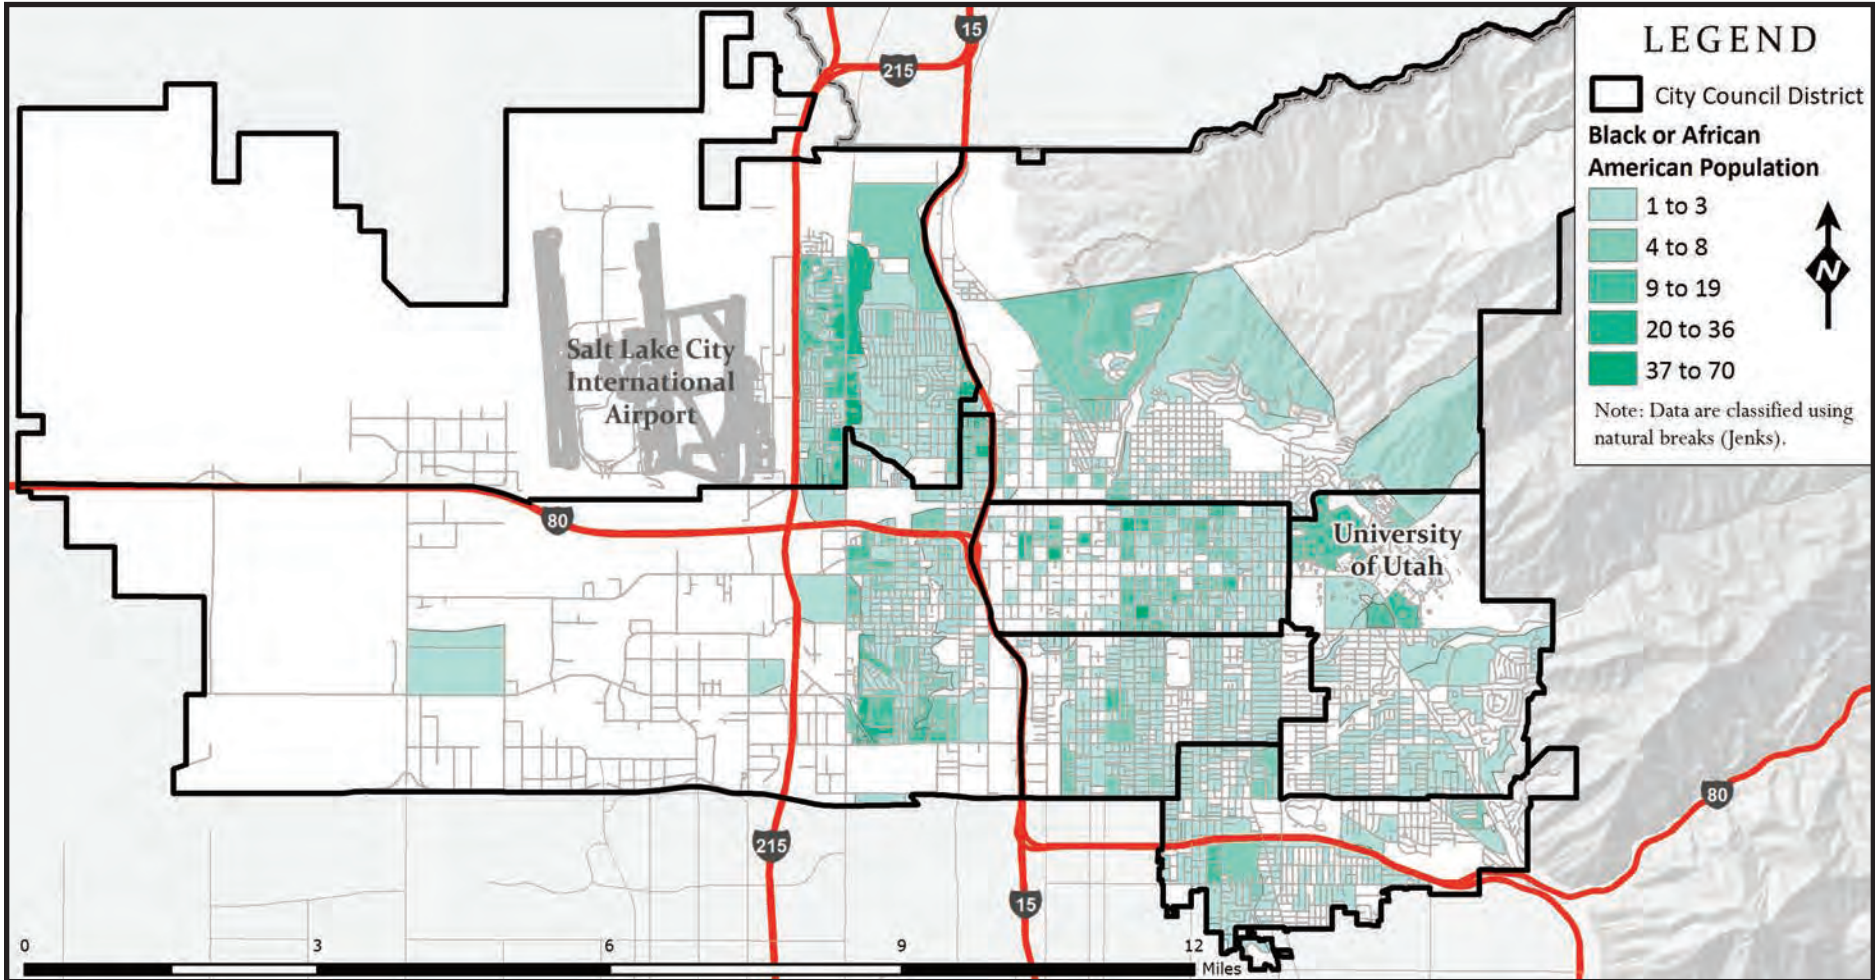 15
215
LEGEND
City Council District
Black or African
American Population
1 to 3
4 to 8
9 to 19
20 to 36
37 to 70
N
Note: Data are classified using
natural breaks (Jenks).
Salt Lake City
International
Airport
80
University
of Utah
80
215
15
0 3 6 9 12
Miles